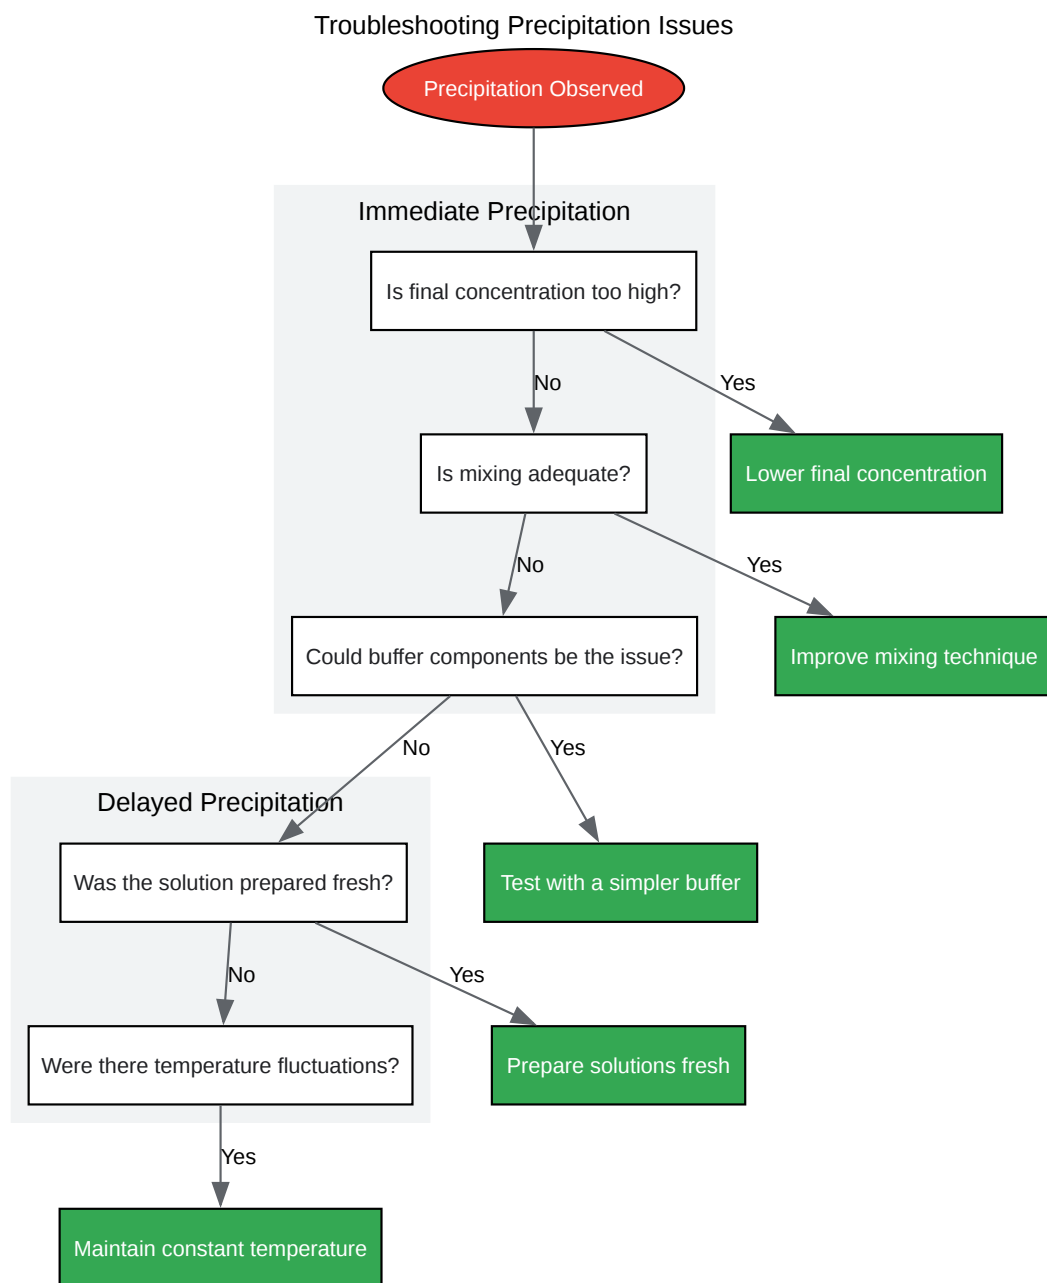 Troubleshooting Precipitation Issues
Precipitation Observed
Immediate Precipitation
Is final concentration too high?
No
Yes
Is mixing adequate?
Lower final concentration
No
Yes
Could buffer components be the issue?
Improve mixing technique
No
Yes
Delayed Precipitation
Was the solution prepared fresh?
Test with a simpler buffer
No
Yes
Were there temperature fluctuations?
Prepare solutions fresh
Yes
Maintain constant temperature